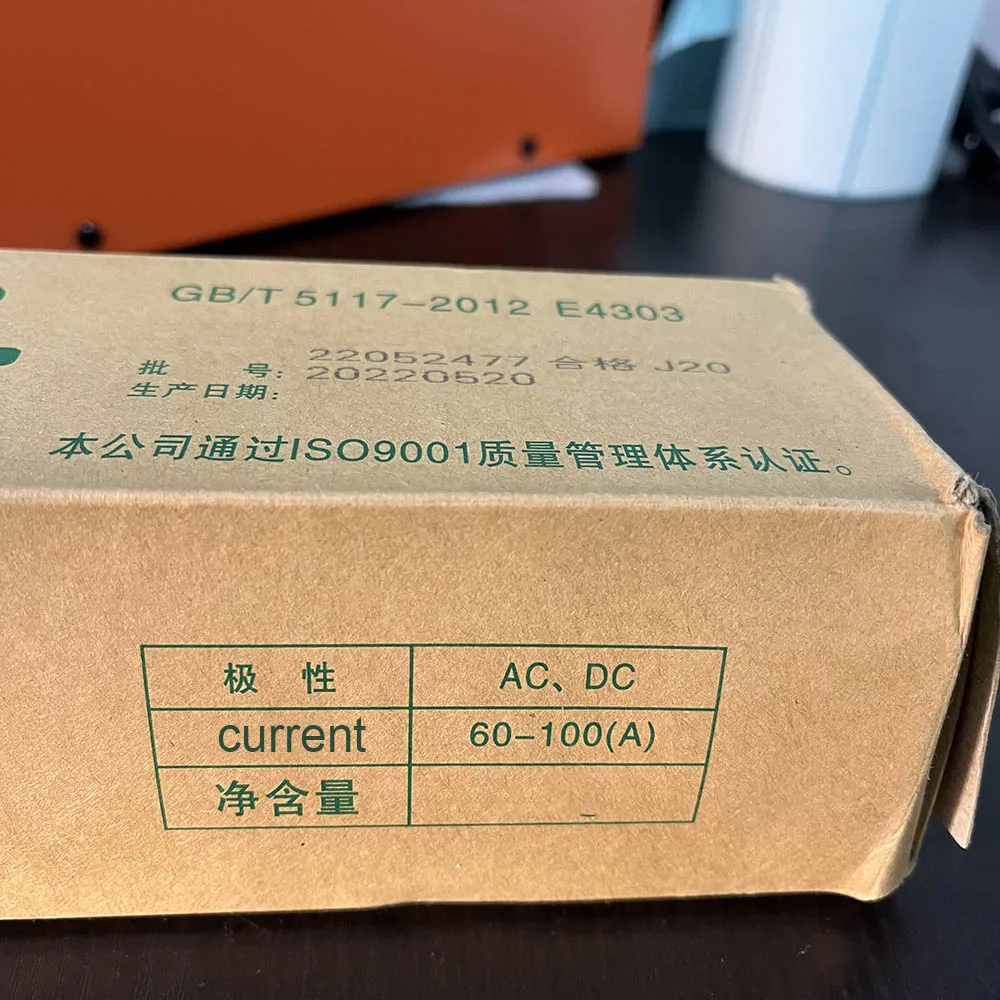 GB/T 5117-2012 E4303
批 号: 22052477 合格 J20
生产日期: 20220520
本公司通过ISO9001质量管理体系认证。
极 性 AC、DC
current 60-100(A)
净含量